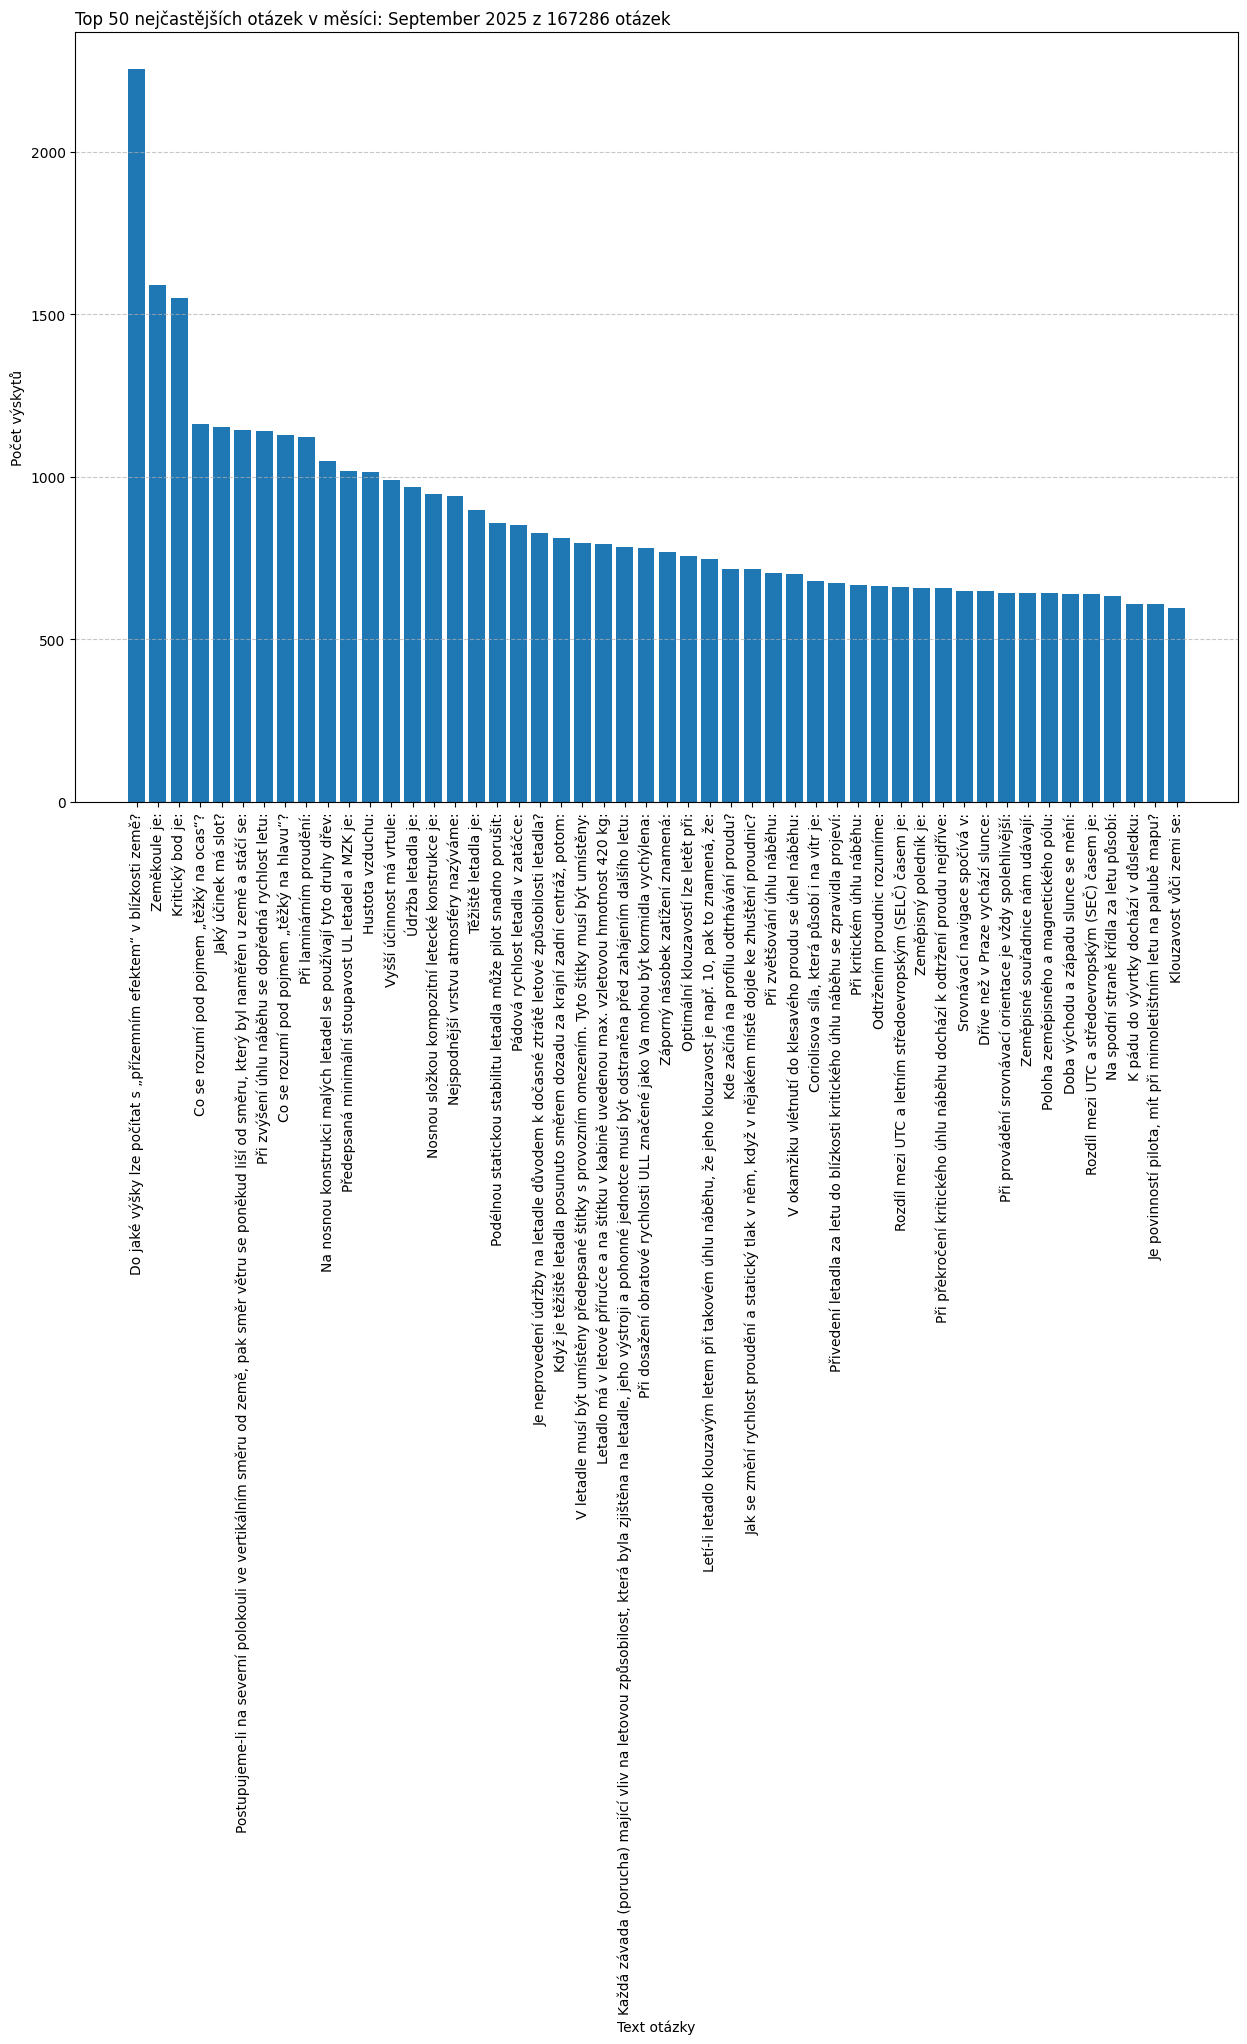 Top 50 nejčastějších otázek v měsíci: September 2025 z 167286 otázek
Počet výskytů
2000
1500
1000
500
0
Do jaké výšky lze počítat s „přízemním efektem“ v blízkosti země?
Zeměkoule je:
Kritický bod je:
Co se rozumí pod pojmem „těžký na ocas“?
Jaký účinek má slot?
Postupujeme-li na severní polokouli ve vertikálním směru od země, pak směr větru se poněkud liší od směru, který byl naměřen u země a stáčí se:
Při zvýšení úhlu náběhu se dopředná rychlost letu:
Co se rozumí pod pojmem „těžký na hlavu“?
Při laminárním proudění:
Na nosnou konstrukci malých letadel se používají tyto druhy dřev:
Předepsaná minimální stoupavost UL letadel a MZK je:
Hustota vzduchu:
Vyšší účinnost má vrtule:
Údržba letadla je:
Nosnou složkou kompozitní letecké konstrukce je:
Nejspodnější vrstvu atmosféry nazýváme:
Těžiště letadla je:
Podélnou statickou stabilitu letadla může pilot snadno porušit:
Pádová rychlost letadla v zatáčce:
Je neprovedení údržby na letadle důvodem k dočasné ztrátě letové způsobilosti letadla?
Když je těžiště letadla posunuto směrem dozadu za krajní zadní centráž, potom:
V letadle musí být umístěny předepsané štítky s provozním omezením. Tyto štítky musí být umístěny:
Letadlo má v letové příručce a na štítku v kabině uvedenou max. vzletovou hmotnost 420 kg:
Každá závada (porucha) mající vliv na letovou způsobilost, která byla zjištěna na letadle, jeho výstroji a pohonné jednotce musí být odstraněna před zahájením dalšího letu:
Při dosažení obratové rychlosti ULL značené jako Va mohou být kormidla vychýlena:
Záporný násobek zatížení znamená:
Optimální klouzavostí lze letět při:
Letí-li letadlo klouzavým letem při takovém úhlu náběhu, že jeho klouzavost je např. 10, pak to znamená, že:
Kde začíná na profilu odtrhávání proudu?
Jak se změní rychlost proudění a statický tlak v něm, když v nějakém místě dojde ke zhuštění proudnic?
Při zvětšování úhlu náběhu:
V okamžiku vlétnutí do klesavého proudu se úhel náběhu:
Coriolisova síla, která působí i na vítr je:
Přivedení letadla za letu do blízkosti kritického úhlu náběhu se zpravidla projeví:
Při kritickém úhlu náběhu:
Odtržením proudnic rozumíme:
Rozdíl mezi UTC a letním středoevropským (SELČ) časem je:
Zeměpisný poledník je:
Při překročení kritického úhlu náběhu dochází k odtržení proudu nejdříve:
Srovnávací navigace spočívá v:
Dříve než v Praze vychází slunce:
Při provádění srovnávací orientace je vždy spolehlivější:
Zeměpisné souřadnice nám udávají:
Poloha zeměpisného a magnetického pólu:
Doba východu a západu slunce se mění:
Rozdíl mezi UTC a středoevropským (SEČ) časem je:
Na spodní straně křídla za letu působí:
K pádu do vývrtky dochází v důsledku:
Je povinností pilota, mít při mimoletištním letu na palubě mapu?
Klouzavost vůči zemi se:
Text otázky